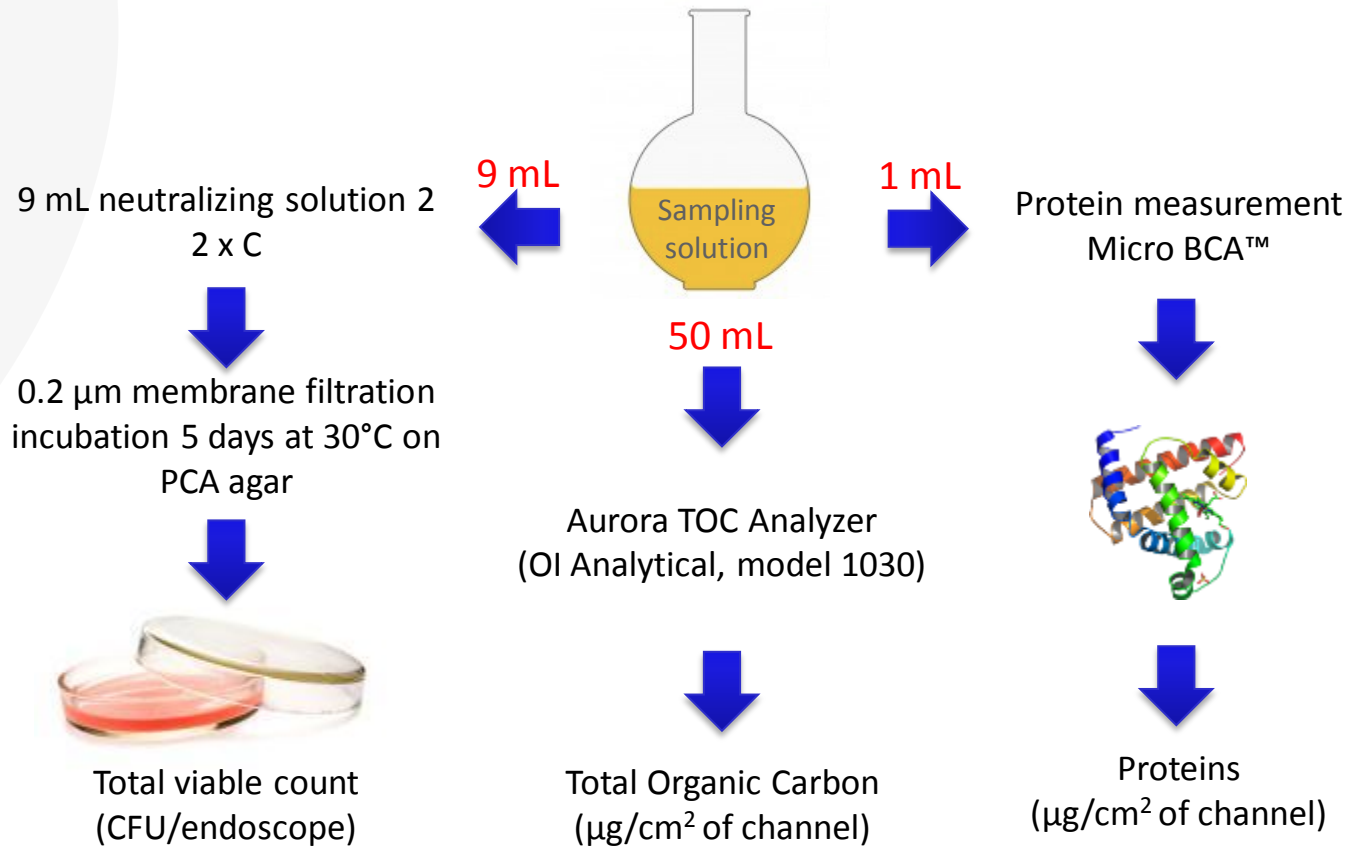 Sampling
solution
9 mL
9 mL neutralizing solution 2
2 x C
0.2 µm membrane filtration
incubation 5 days at 30°C on
PCA agar
Total viable count
(CFU/endoscope)
50 mL
Aurora TOC Analyzer
(OI Analytical, model 1030)
Total Organic Carbon
(µg/cm² of channel)
1 mL
Protein measurement
Micro BCA™
Proteins
(µg/cm² of channel)